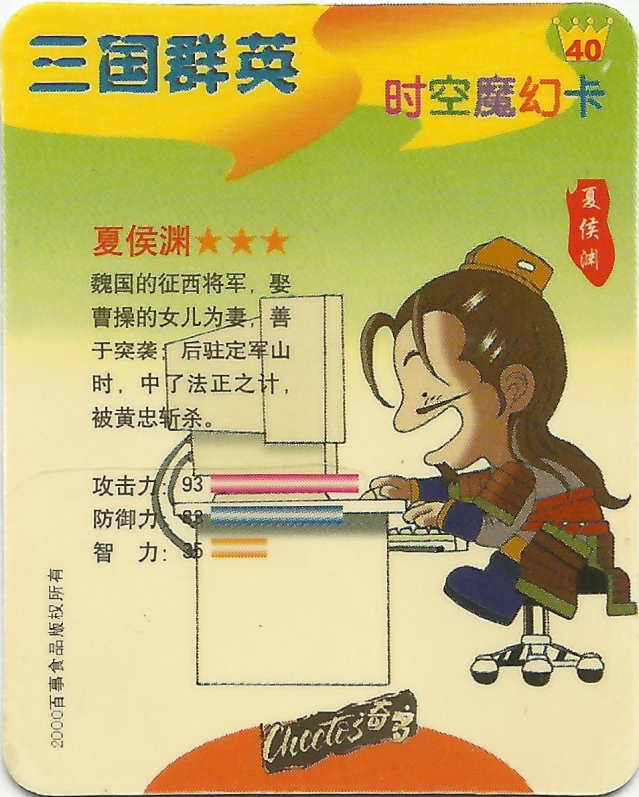 三国群英
40
时空魔幻卡
夏侯渊
夏侯渊★★★
魏国的征西将军，娶
曹操的女儿为妻，善
于突袭；后驻定军山
时，中了法正之计，
被黄忠斩杀。
攻击力：93
防御力：83
智 力：35
2000百事食品版权所有
Cheetos奇多